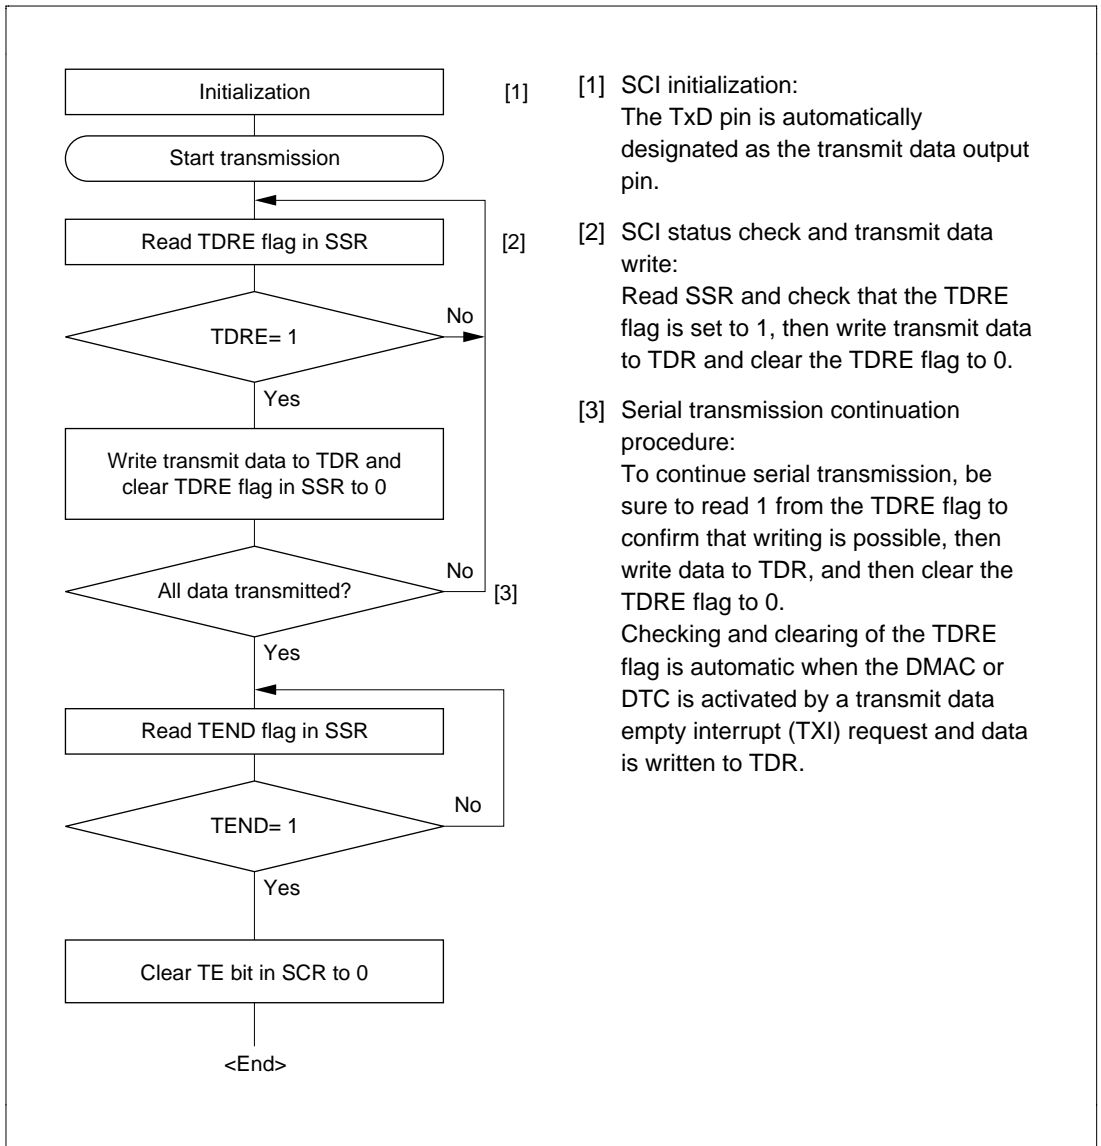 Initialization
[1]
Start transmission
Read TDRE flag in SSR
[2]
TDRE= 1
No
Yes
Write transmit data to TDR and
clear TDRE flag in SSR to 0
All data transmitted?
No
[3]
Yes
Read TEND flag in SSR
TEND= 1
No
Yes
Clear TE bit in SCR to 0
<End>
[1] SCI initialization:
The TxD pin is automatically
designated as the transmit data output
pin.
[2] SCI status check and transmit data
write:
Read SSR and check that the TDRE
flag is set to 1, then write transmit data
to TDR and clear the TDRE flag to 0.
[3] Serial transmission continuation
procedure:
To continue serial transmission, be
sure to read 1 from the TDRE flag to
confirm that writing is possible, then
write data to TDR, and then clear the
TDRE flag to 0.
Checking and clearing of the TDRE
flag is automatic when the DMAC or
DTC is activated by a transmit data
empty interrupt (TXI) request and data
is written to TDR.